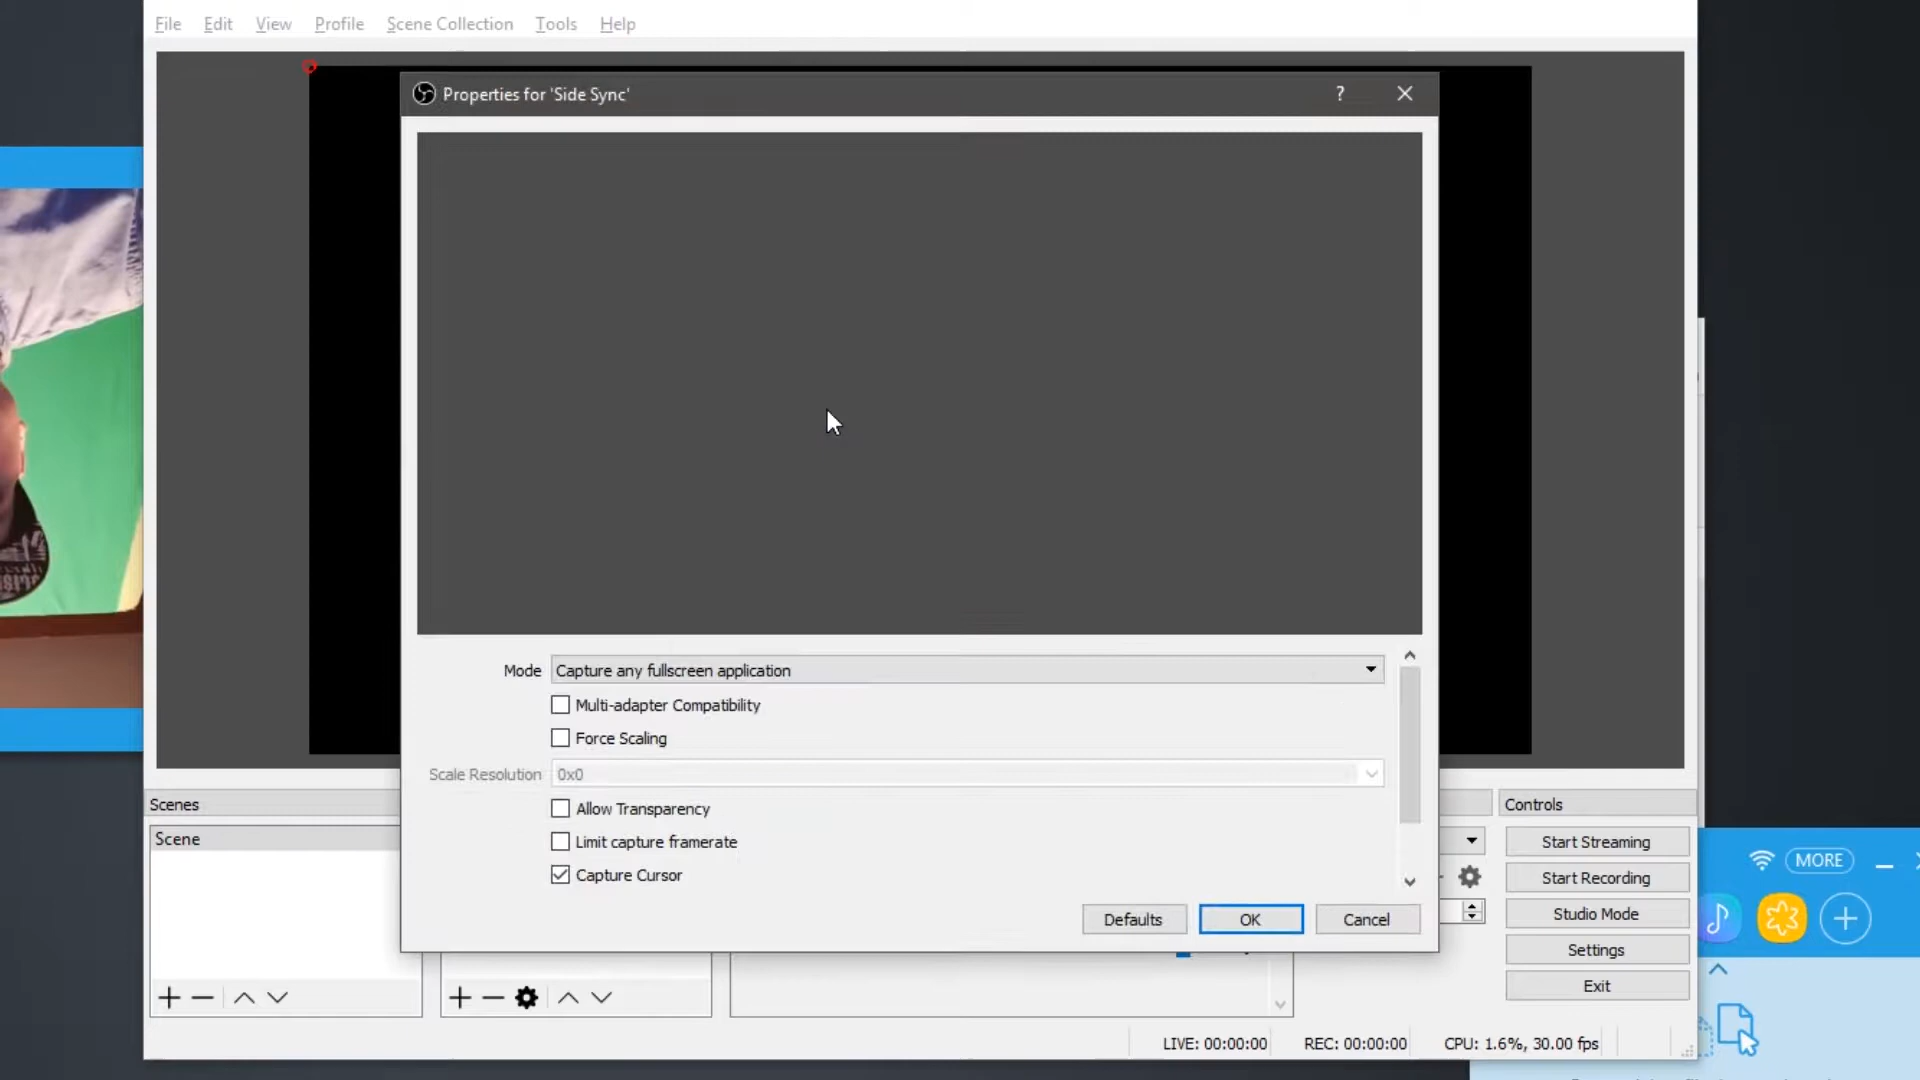 File Edit View Profile Scene Collection Tools Help
Properties for 'Side Sync'
?
Mode Capture any fullscreen application
Multi-adapter Compatibility
Force Scaling
Scale Resolution 0x0
Allow Transparency
Limit capture framerate
Capture Cursor
Defaults OK Cancel
Scenes
Scene
Controls
Start Streaming
Start Recording
Studio Mode
Settings
Exit
MORE
LIVE: 00:00:00 REC: 00:00:00 CPU: 1.6%, 30.00 fps